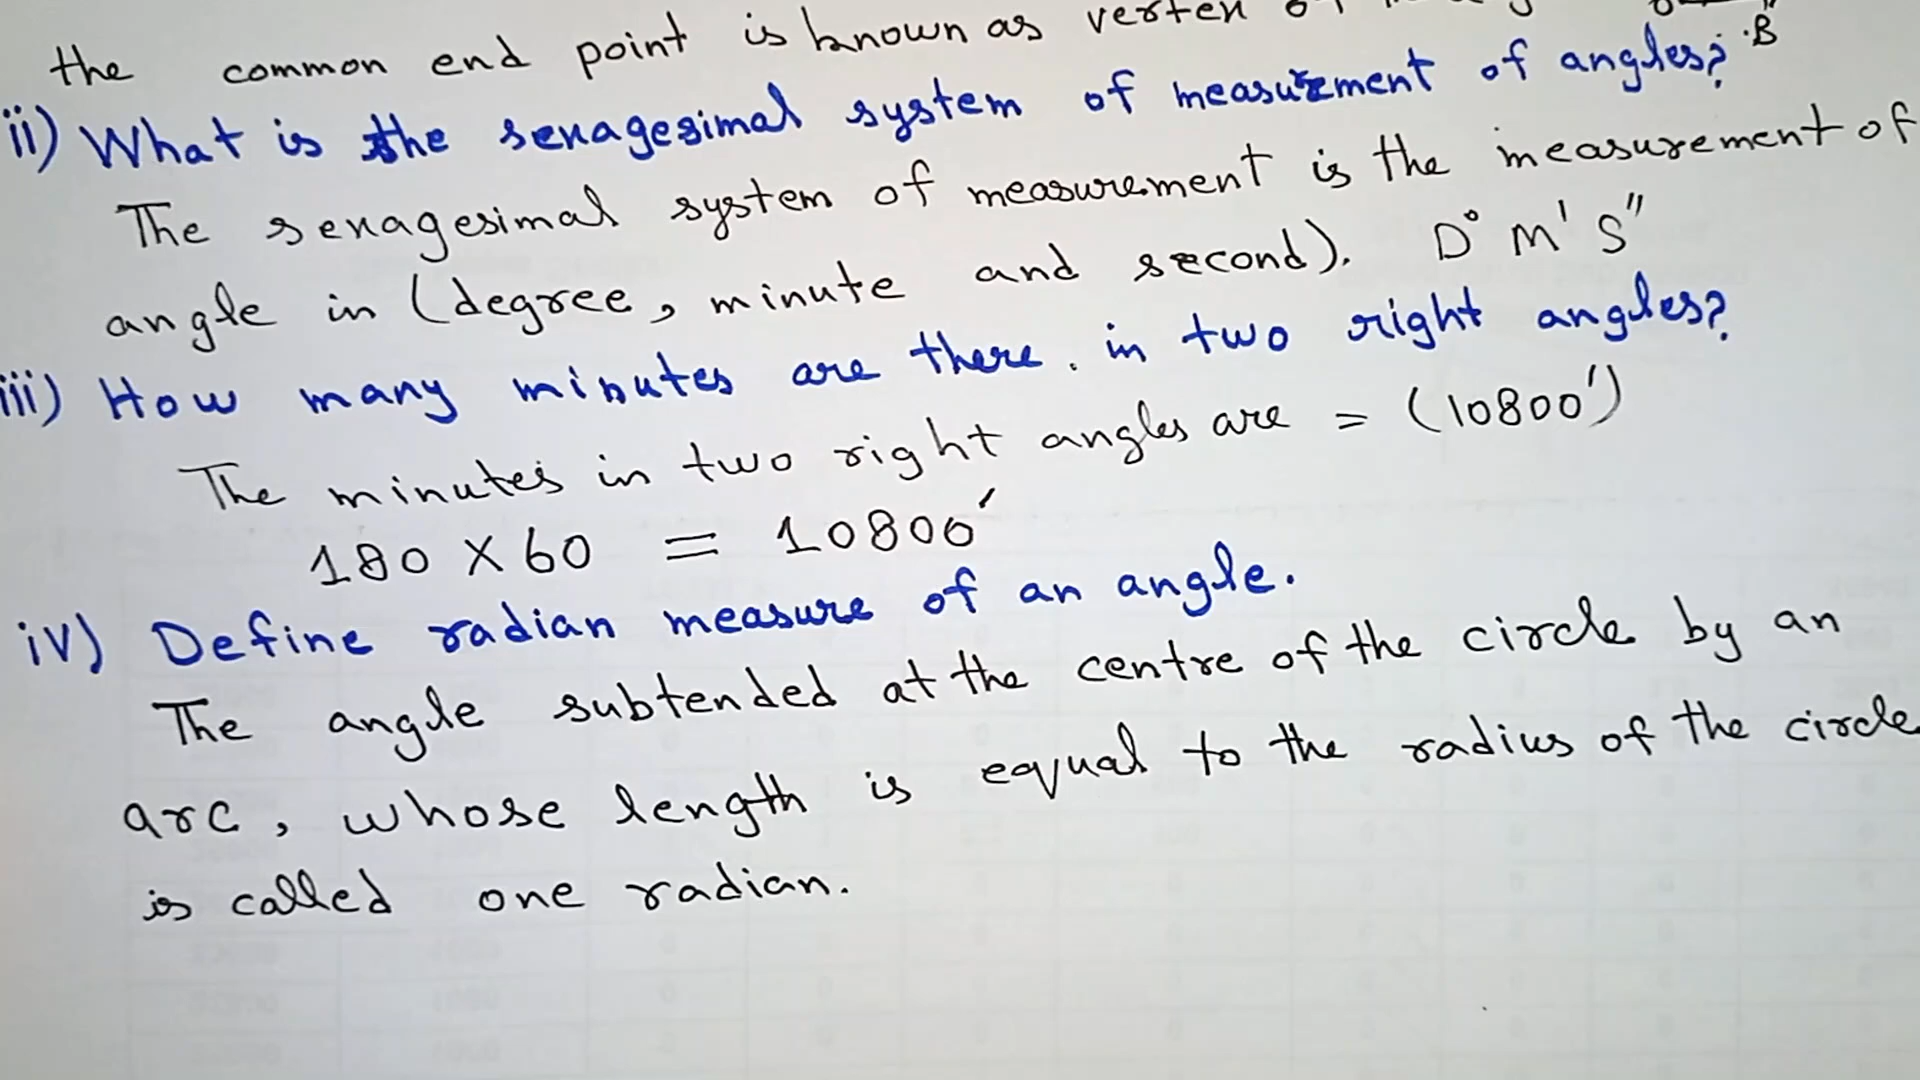 the common end point is known as vertex
.B
ii) What is the sexagesimal system of measurement of angles?
The sexagesimal system of measurement is the measurement of
angle in (degree, minute and second). D° M' S"
iii) How many minutes are there in two right angles?
The minutes in two right angles are = (10800')
180 X 60 = 10800'
iv) Define radian measure of an angle.
The angle subtended at the centre of the circle by an
arc, whose length is equal to the radius of the circle
is called one radian.